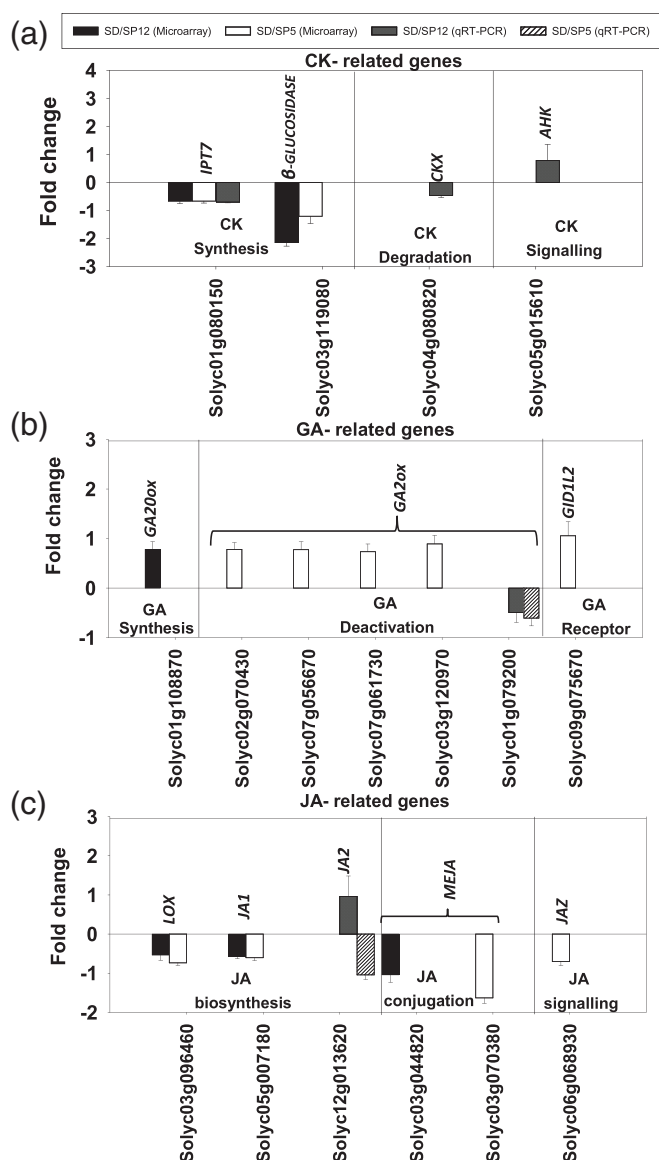 (a)
SD/SP12 (Microarray) SD/SP5 (Microarray) SD/SP12 (qRT-PCR) SD/SP5 (qRT-PCR)
CK- related genes
Fold change
4
3
2
1
0
-1
-2
-3
IPT7
β-GLUCOSIDASE
CKX
AHK
CK
Synthesis
CK
Degradation
CK
Signalling
Solyc01g080150
Solyc03g119080
Solyc04g080820
Solyc05g015610
(b)
GA- related genes
Fold change
3
2
1
0
-1
GA20ox
GA2ox
GID1L2
GA
Synthesis
GA
Deactivation
GA
Receptor
Solyc01g108870
Solyc02g070430
Solyc07g056670
Solyc07g061730
Solyc03g120970
Solyc01g079200
Solyc09g075670
(c)
JA- related genes
Fold change
3
2
1
0
-1
-2
LOX
JA1
JA2
MEJA
JAZ
JA
biosynthesis
JA
conjugation
JA
signalling
Solyc03g096460
Solyc05g007180
Solyc12g013620
Solyc03g044820
Solyc03g070380
Solyc06g068930